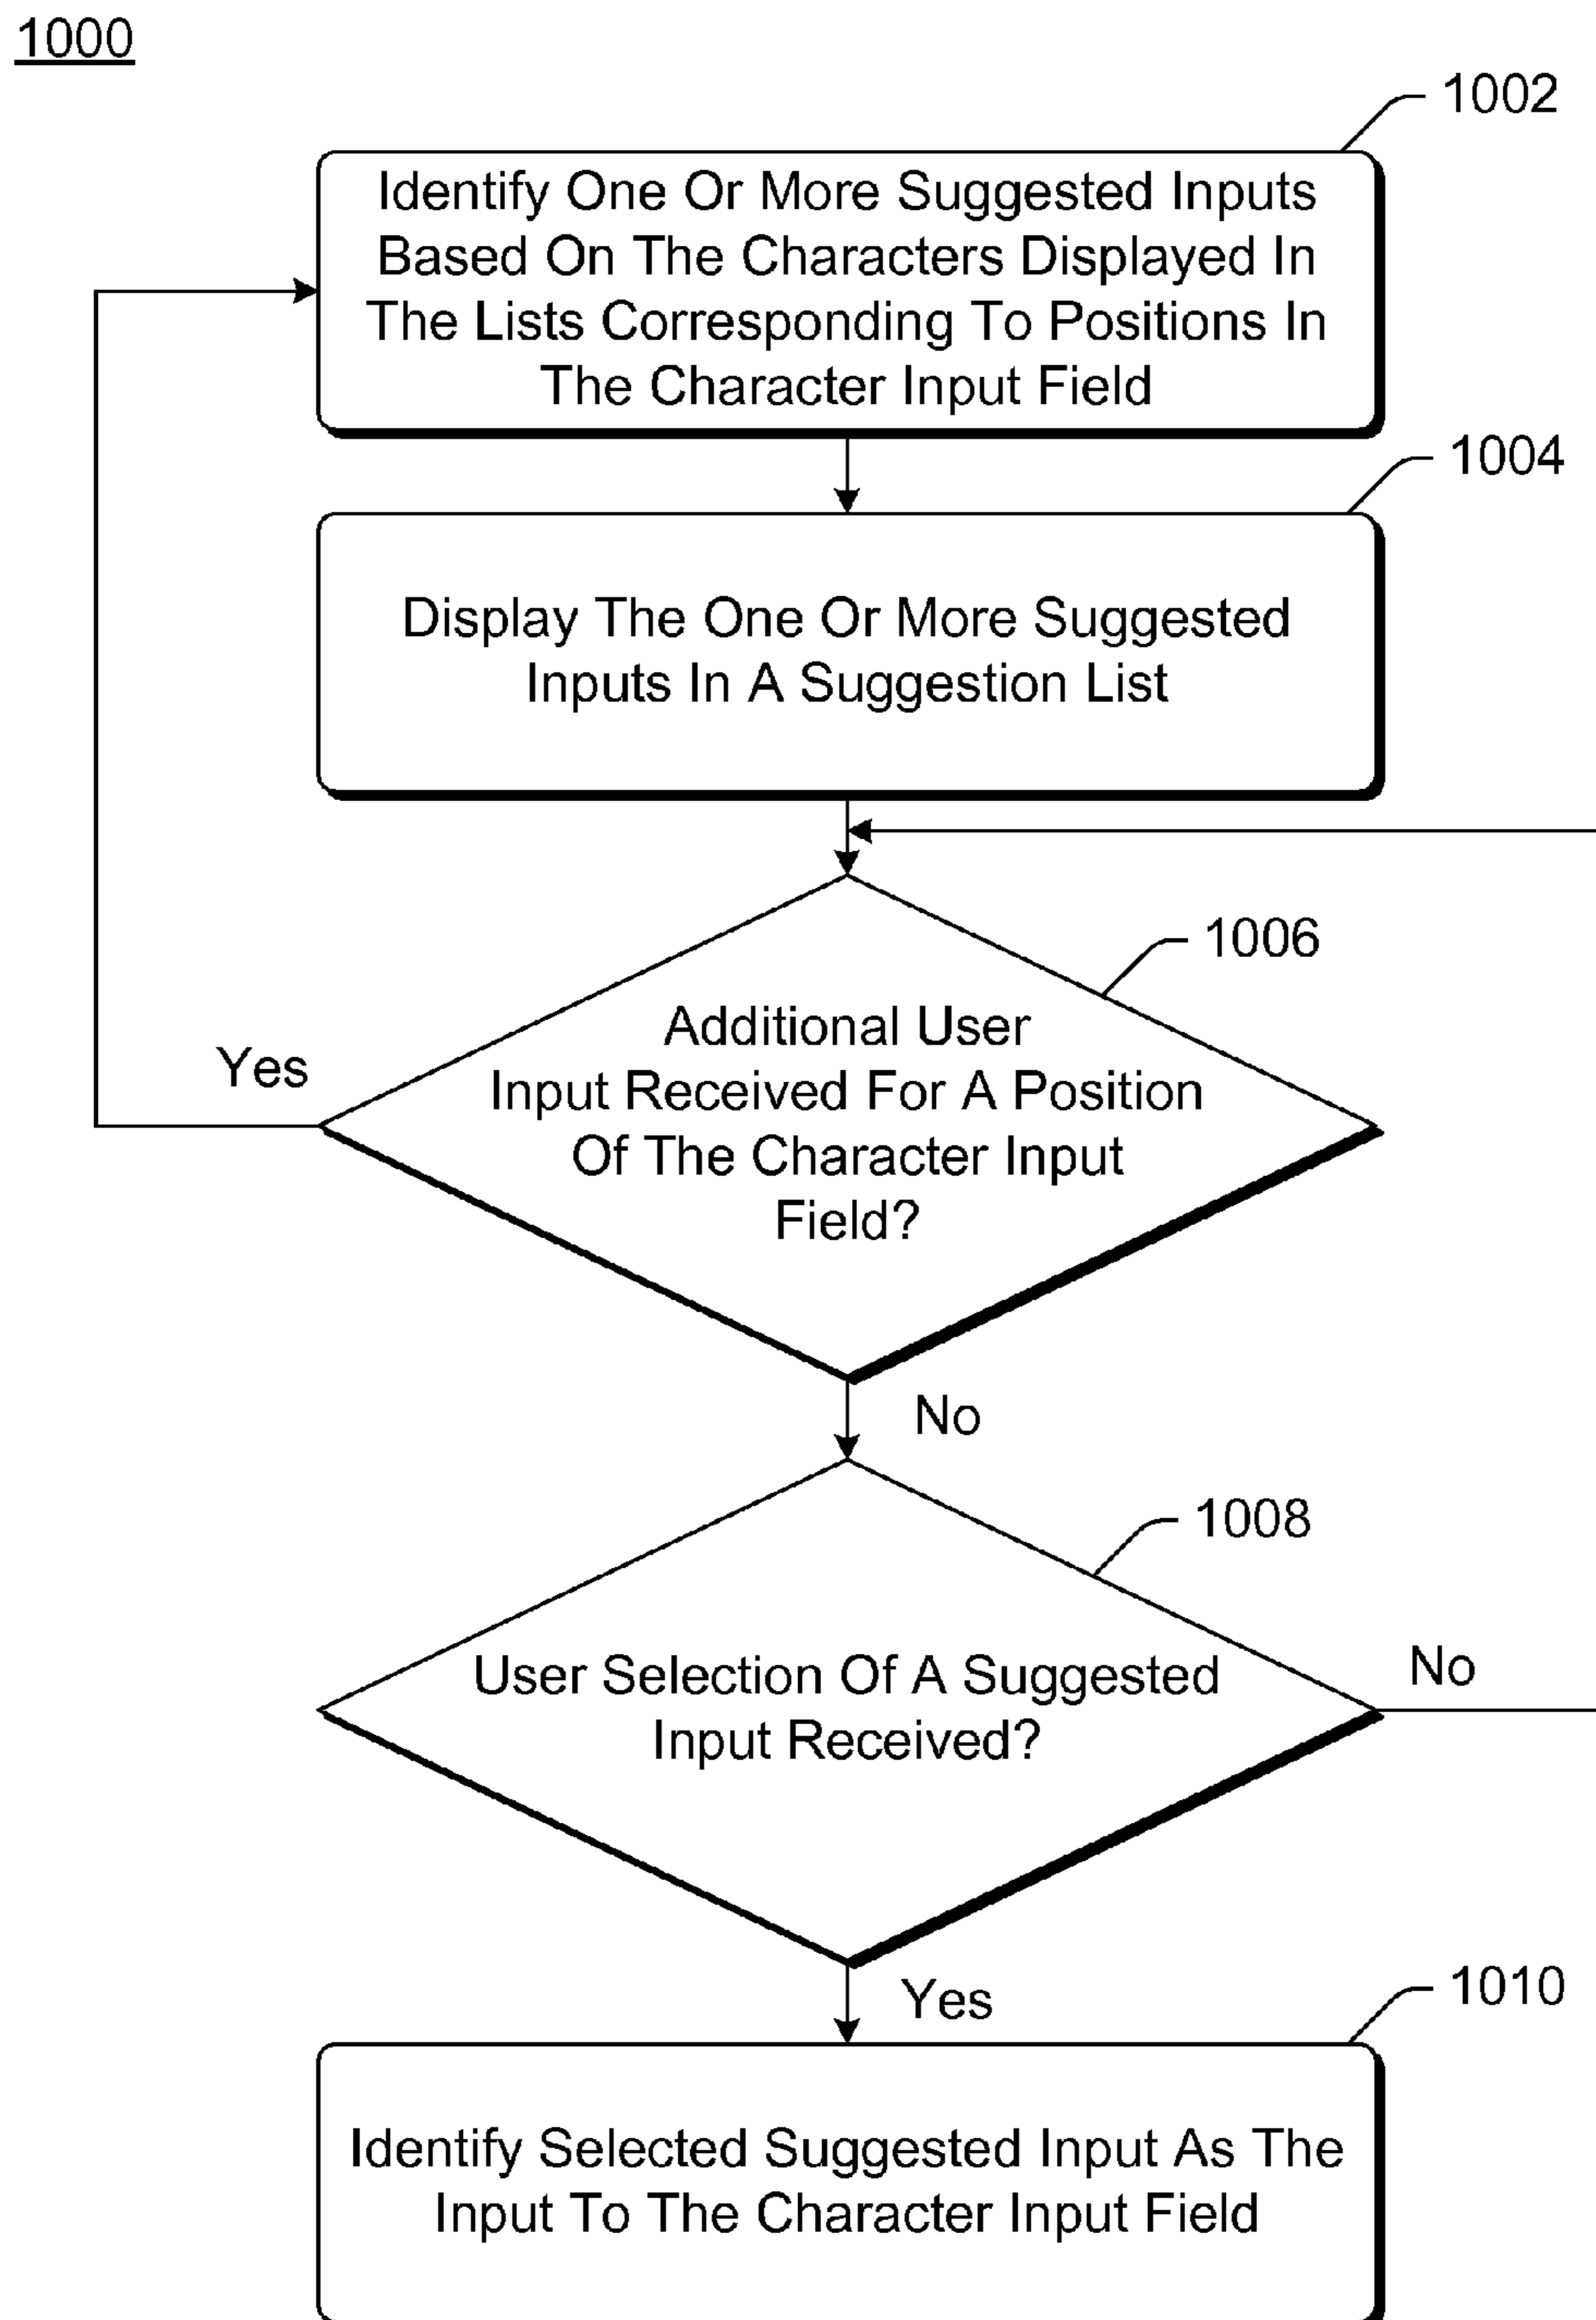 1000
1002
Identify One Or More Suggested Inputs
Based On The Characters Displayed In
The Lists Corresponding To Positions In
The Character Input Field
1004
Display The One Or More Suggested
Inputs In A Suggestion List
1006
Additional User
Input Received For A Position
Of The Character Input
Field?
Yes
No
1008
User Selection Of A Suggested
Input Received?
No
Yes
1010
Identify Selected Suggested Input As The
Input To The Character Input Field